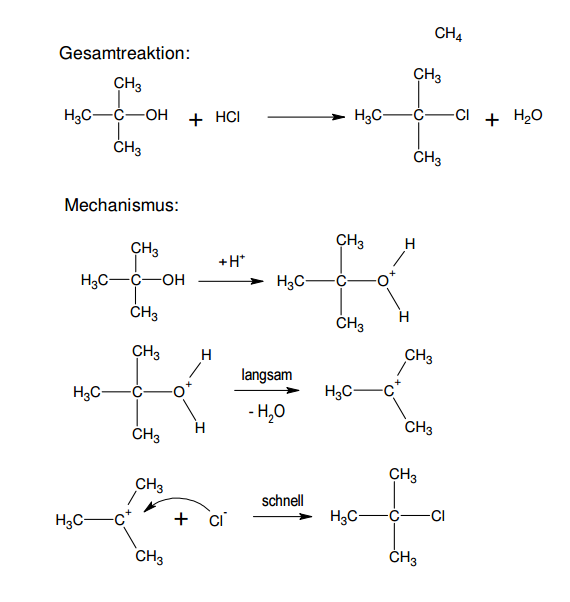 CH4
Gesamtreaktion:
CH3 CH3
H3C C OH + HCl H3C C Cl + H2O
CH3 CH3
Mechanismus:
CH3 CH3 H
H3C C OH +H+ H3C C O+
CH3 CH3 H
CH3 H CH3
H3C C O+ langsam H3C C+
- H2O
CH3 H CH3
CH3 CH3
H3C C+ + Cl- schnell H3C C Cl
CH3 CH3